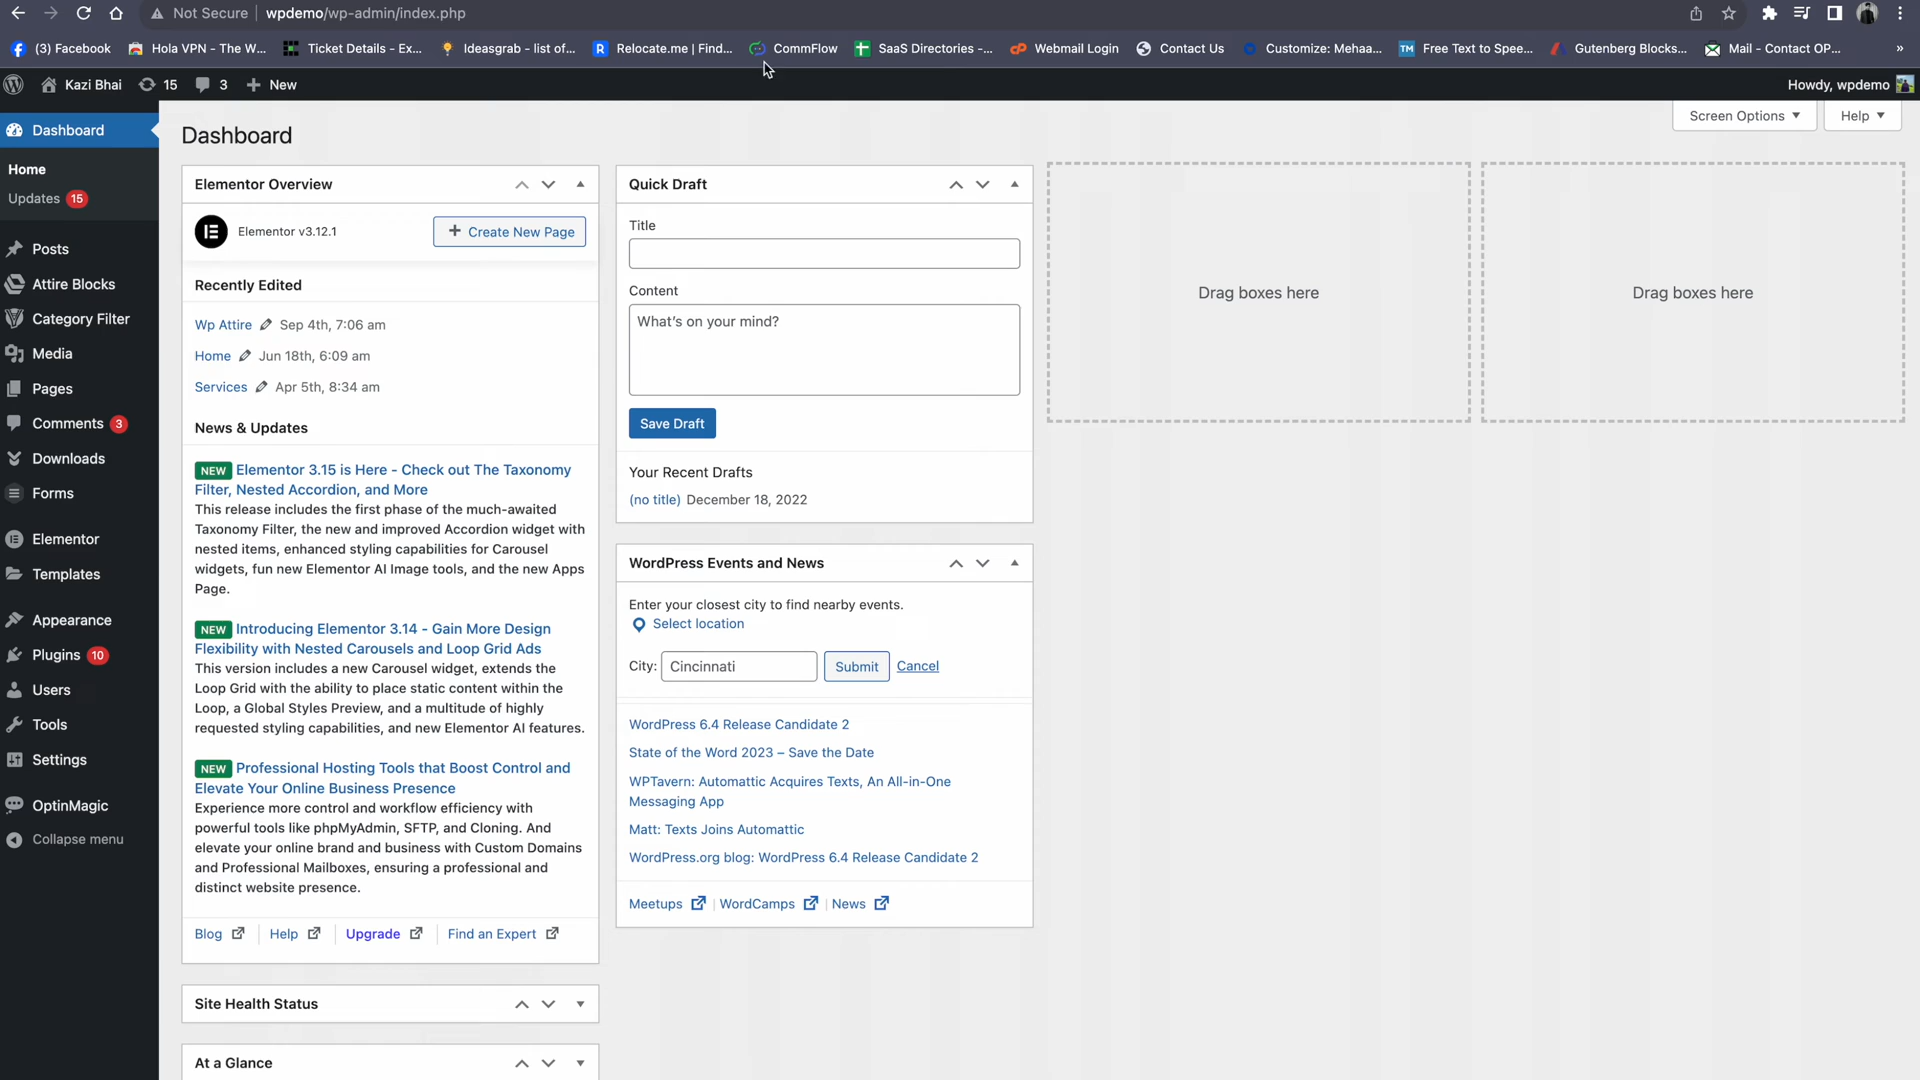 Not Secure wpdemo/wp-admin/index.php
(3) Facebook Hola VPN - The W... Ticket Details - Ex... Ideasgrab - list of... Relocate.me | Find... CommFlow SaaS Directories -... Webmail Login Contact Us Customize: Mehaa... Free Text to Spee... Gutenberg Blocks... Mail - Contact OP... »
Kazi Bhai 15 3 + New Howdy, wpdemo
Dashboard
Home
Updates 15
Posts
Attire Blocks
Category Filter
Media
Pages
Comments 3
Downloads
Forms
Elementor
Templates
Appearance
Plugins 10
Users
Tools
Settings
OptinMagic
Collapse menu
Screen Options Help
Dashboard
Elementor Overview
Elementor v3.12.1 + Create New Page
Recently Edited
Wp Attire Sep 4th, 7:06 am
Home Jun 18th, 6:09 am
Services Apr 5th, 8:34 am
News & Updates
NEW Elementor 3.15 is Here - Check out The Taxonomy
Filter, Nested Accordion, and More
This release includes the first phase of the much-awaited
Taxonomy Filter, the new and improved Accordion widget with
nested items, enhanced styling capabilities for Carousel
widgets, fun new Elementor AI Image tools, and the new Apps
Page.
NEW Introducing Elementor 3.14 - Gain More Design
Flexibility with Nested Carousels and Loop Grid Ads
This version includes a new Carousel widget, extends the
Loop Grid with the ability to place static content within the
Loop, a Global Styles Preview, and a multitude of highly
requested styling capabilities, and new Elementor AI features.
NEW Professional Hosting Tools that Boost Control and
Elevate Your Online Business Presence
Experience more control and workflow efficiency with
powerful tools like phpMyAdmin, SFTP, and Cloning. And
elevate your online brand and business with Custom Domains
and Professional Mailboxes, ensuring a professional and
distinct website presence.
Blog Help Upgrade Find an Expert
Site Health Status
At a Glance
Quick Draft
Title
Content
What's on your mind?
Save Draft
Your Recent Drafts
(no title) December 18, 2022
WordPress Events and News
Enter your closest city to find nearby events.
Select location
City: Cincinnati Submit Cancel
WordPress 6.4 Release Candidate 2
State of the Word 2023 – Save the Date
WPTavern: Automattic Acquires Texts, An All-in-One
Messaging App
Matt: Texts Joins Automattic
WordPress.org blog: WordPress 6.4 Release Candidate 2
Meetups | WordCamps | News
Drag boxes here
Drag boxes here